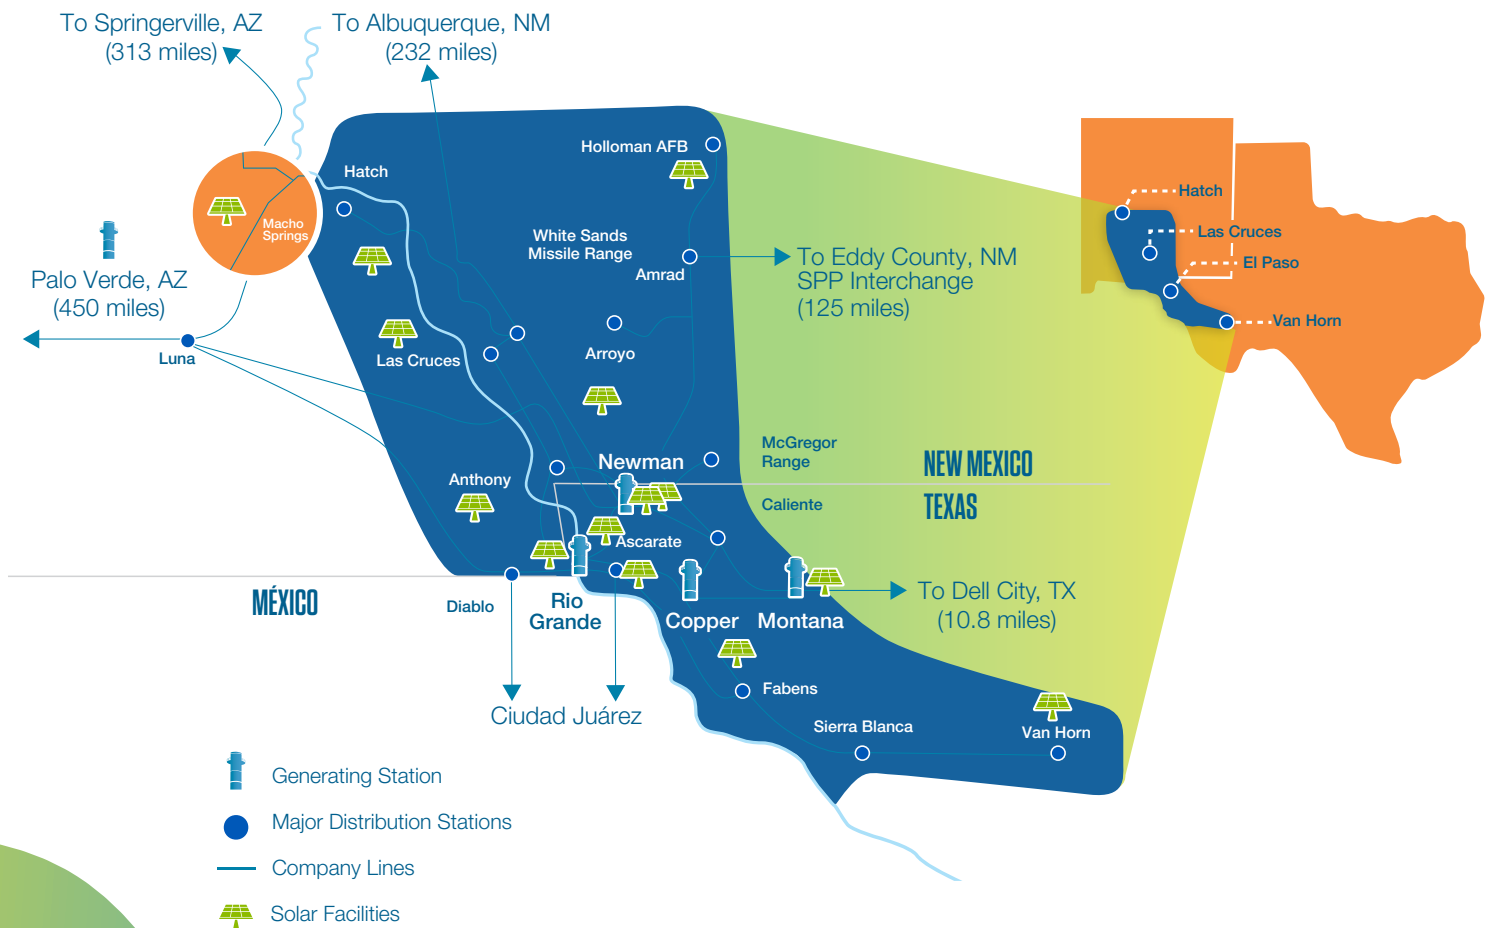 To Springerville, AZ
(313 miles)
To Albuquerque, NM
(232 miles)
Holloman AFB
Hatch
Macho
Springs
White Sands
Missile Range
Amrad
To Eddy County, NM
SPP Interchange
(125 miles)
Palo Verde, AZ
(450 miles)
Luna
Las Cruces
Arroyo
Hatch
Las Cruces
El Paso
Van Horn
McGregor
Range
NEW MEXICO
TEXAS
Newman
Anthony
Caliente
Ascarate
MÉXICO
Diablo
Rio
Grande
Copper
Montana
To Dell City, TX
(10.8 miles)
Fabens
Ciudad Juárez
Sierra Blanca
Van Horn
Generating Station
Major Distribution Stations
Company Lines
Solar Facilities